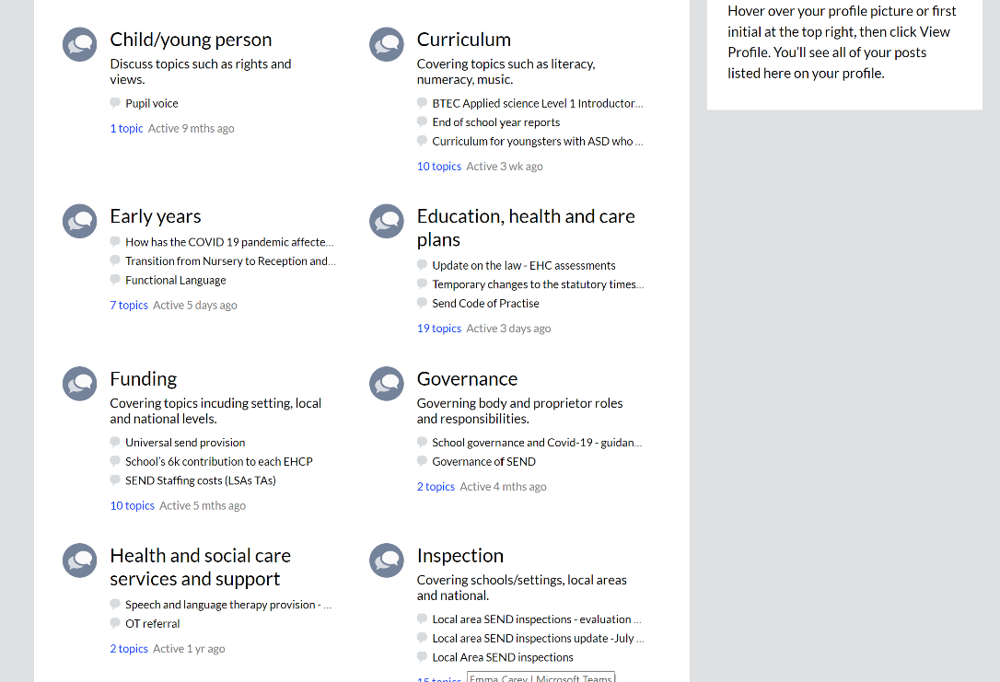 Child/young person
Discuss topics such as rights and
views.
Pupil voice
1 topic Active 9 mths ago
Curriculum
Covering topics such as literacy,
numeracy, music.
BTEC Applied science Level 1 Introductor...
End of school year reports
Curriculum for youngsters with ASD who ...
10 topics Active 3 wk ago
Early years
How has the COVID 19 pandemic affecte...
Transition from Nursery to Reception and...
Functional Language
7 topics Active 5 days ago
Education, health and care
plans
Update on the law - EHC assessments
Temporary changes to the statutory times...
Send Code of Practise
19 topics Active 3 days ago
Funding
Covering topics incuding setting, local
and national levels.
Universal send provision
School’s 6k contribution to each EHCP
SEND Staffing costs (LSAs TAs)
10 topics Active 5 mths ago
Governance
Governing body and proprietor roles
and responsibilities.
School governance and Covid-19 - guidan...
Governance of SEND
2 topics Active 4 mths ago
Health and social care
services and support
Speech and language therapy provision - ...
OT referral
2 topics Active 1 yr ago
Inspection
Covering schools/settings, local areas
and national.
Local area SEND inspections - evaluation ...
Local area SEND inspections update -July ...
Local Area SEND inspections
15 topics
Emma Carey | Microsoft Teams
Hover over your profile picture or first
initial at the top right, then click View
Profile. You’ll see all of your posts
listed here on your profile.